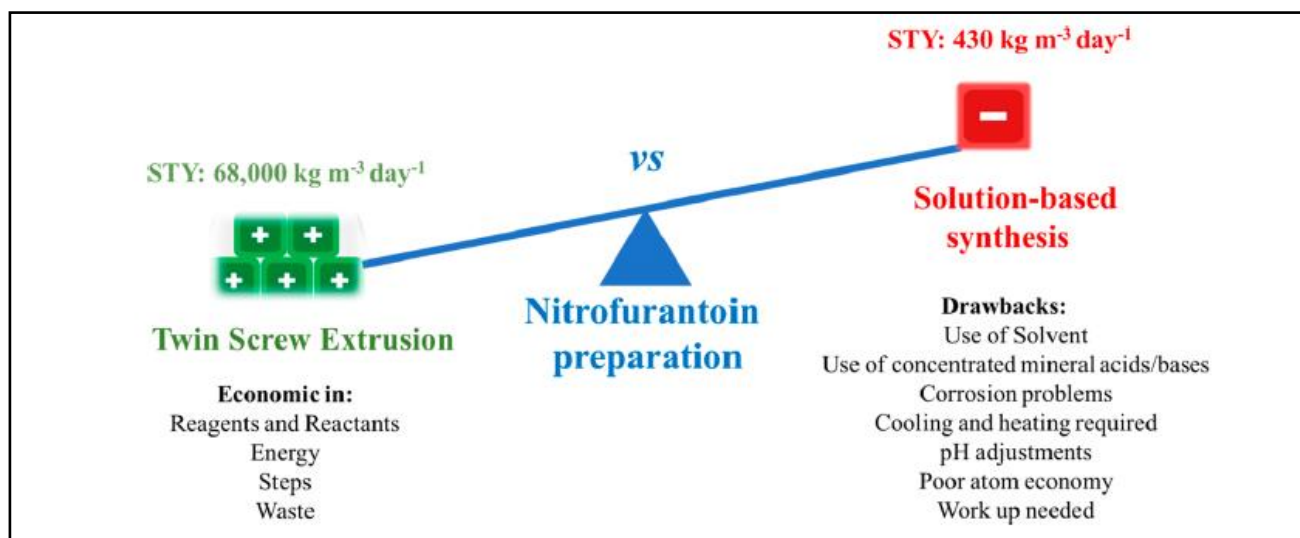 STY: 430 kg m⁻³ day⁻¹
STY: 68,000 kg m⁻³ day⁻¹
vs
Twin Screw Extrusion
Economic in:
Reagents and Reactants
Energy
Steps
Waste
Nitrofurantoin
preparation
Solution-based
synthesis
Drawbacks:
Use of Solvent
Use of concentrated mineral acids/bases
Corrosion problems
Cooling and heating required
pH adjustments
Poor atom economy
Work up needed